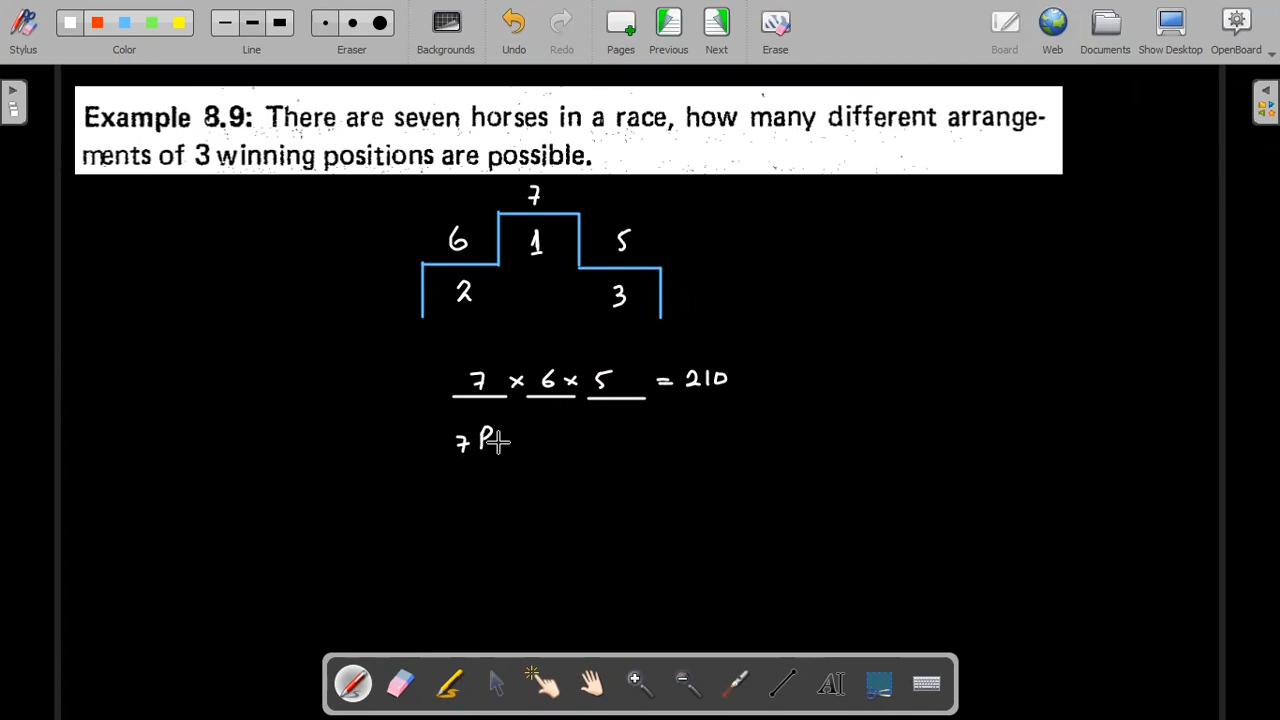 Stylus Color Line Eraser Backgrounds Undo Redo Pages Previous Next Erase Board Web Documents Show Desktop OpenBoard
Example 8.9: There are seven horses in a race, how many different arrange-
ments of 3 winning positions are possible.
7
6 1 5
2 3
7 × 6 × 5 = 210
7 P
AI